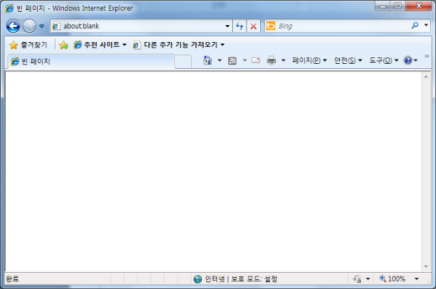 빈 페이지 - Windows Internet Explorer
about:blank
Bing
즐겨찾기 추천 사이트 다른 추가 기능 가져오기
빈 페이지 페이지(P) 안전(S) 도구(O)
완료 인터넷 | 보호 모드: 설정 100%